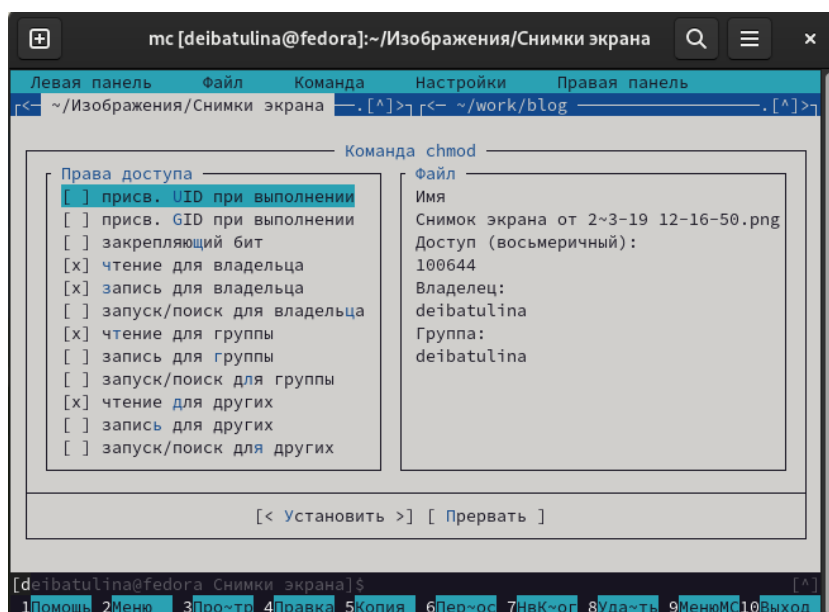 mc [deibatulina@fedora]:~/Изображения/Снимки экрана
Левая панель Файл Команда Настройки Правая панель
<─ ~/Изображения/Снимки экрана ──.[^]> <─ ~/work/blog ──.[^]>
Команда chmod
Права доступа
[ ] присв. UID при выполнении
[ ] присв. GID при выполнении
[ ] закрепляющий бит
[x] чтение для владельца
[x] запись для владельца
[ ] запуск/поиск для владельца
[x] чтение для группы
[ ] запись для группы
[ ] запуск/поиск для группы
[x] чтение для других
[ ] запись для других
[ ] запуск/поиск для других
Файл
Имя
Снимок экрана от 2~3-19 12-16-50.png
Доступ (восьмеричный):
100644
Владелец:
deibatulina
Группа:
deibatulina
[< Установить >] [ Прервать ]
[deibatulina@fedora Снимки экрана]$ [^]
1Помощь 2Меню 3Про~тр 4Правка 5Копия 6Пер~ос 7НвК~ог 8Уда~ть 9МенюМС10Выход